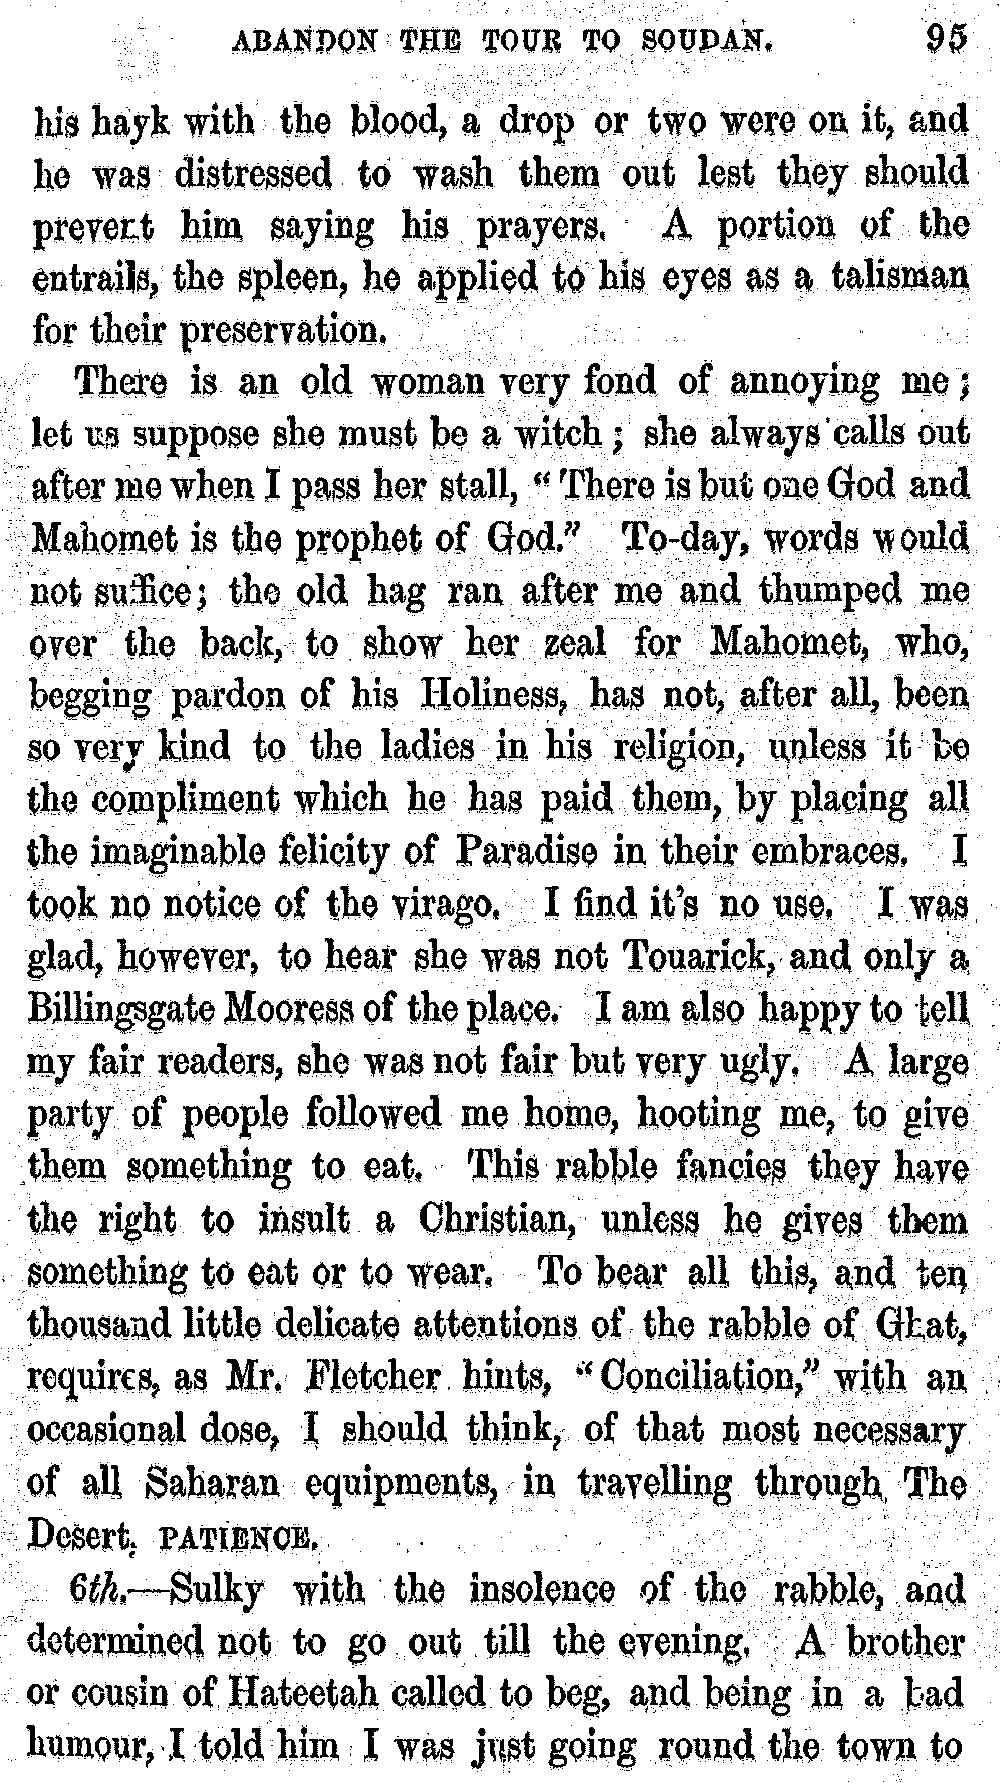 ABANDON THE TOUR TO SOUDAN. 95
his hayk with the blood, a drop or two were on it, and
he was distressed to wash them out lest they should
prevent him saying his prayers. A portion of the
entrails, the spleen, he applied to his eyes as a talisman
for their preservation.
There is an old woman very fond of annoying me;
let us suppose she must be a witch; she always calls out
after me when I pass her stall, "There is but one God and
Mahomet is the prophet of God." To-day, words would
not suffice; the old hag ran after me and thumped me
over the back, to show her zeal for Mahomet, who,
begging pardon of his Holiness, has not, after all, been
so very kind to the ladies in his religion, unless it be
the compliment which he has paid them, by placing all
the imaginable felicity of Paradise in their embraces. I
took no notice of the virago. I find it's no use. I was
glad, however, to hear she was not Touarick, and only a
Billingsgate Mooress of the place. I am also happy to tell
my fair readers, she was not fair but very ugly. A large
party of people followed me home, hooting me, to give
them something to eat. This rabble fancies they have
the right to insult a Christian, unless he gives them
something to eat or to wear. To bear all this, and ten
thousand little delicate attentions of the rabble of Ghat,
requires, as Mr. Fletcher hints, "Conciliation," with an
occasional dose, I should think, of that most necessary
of all Saharan equipments, in travelling through The
Desert, PATIENCE.
6th.—Sulky with the insolence of the rabble, and
determined not to go out till the evening. A brother
or cousin of Hateetah called to beg, and being in a bad
humour, I told him I was just going round the town to